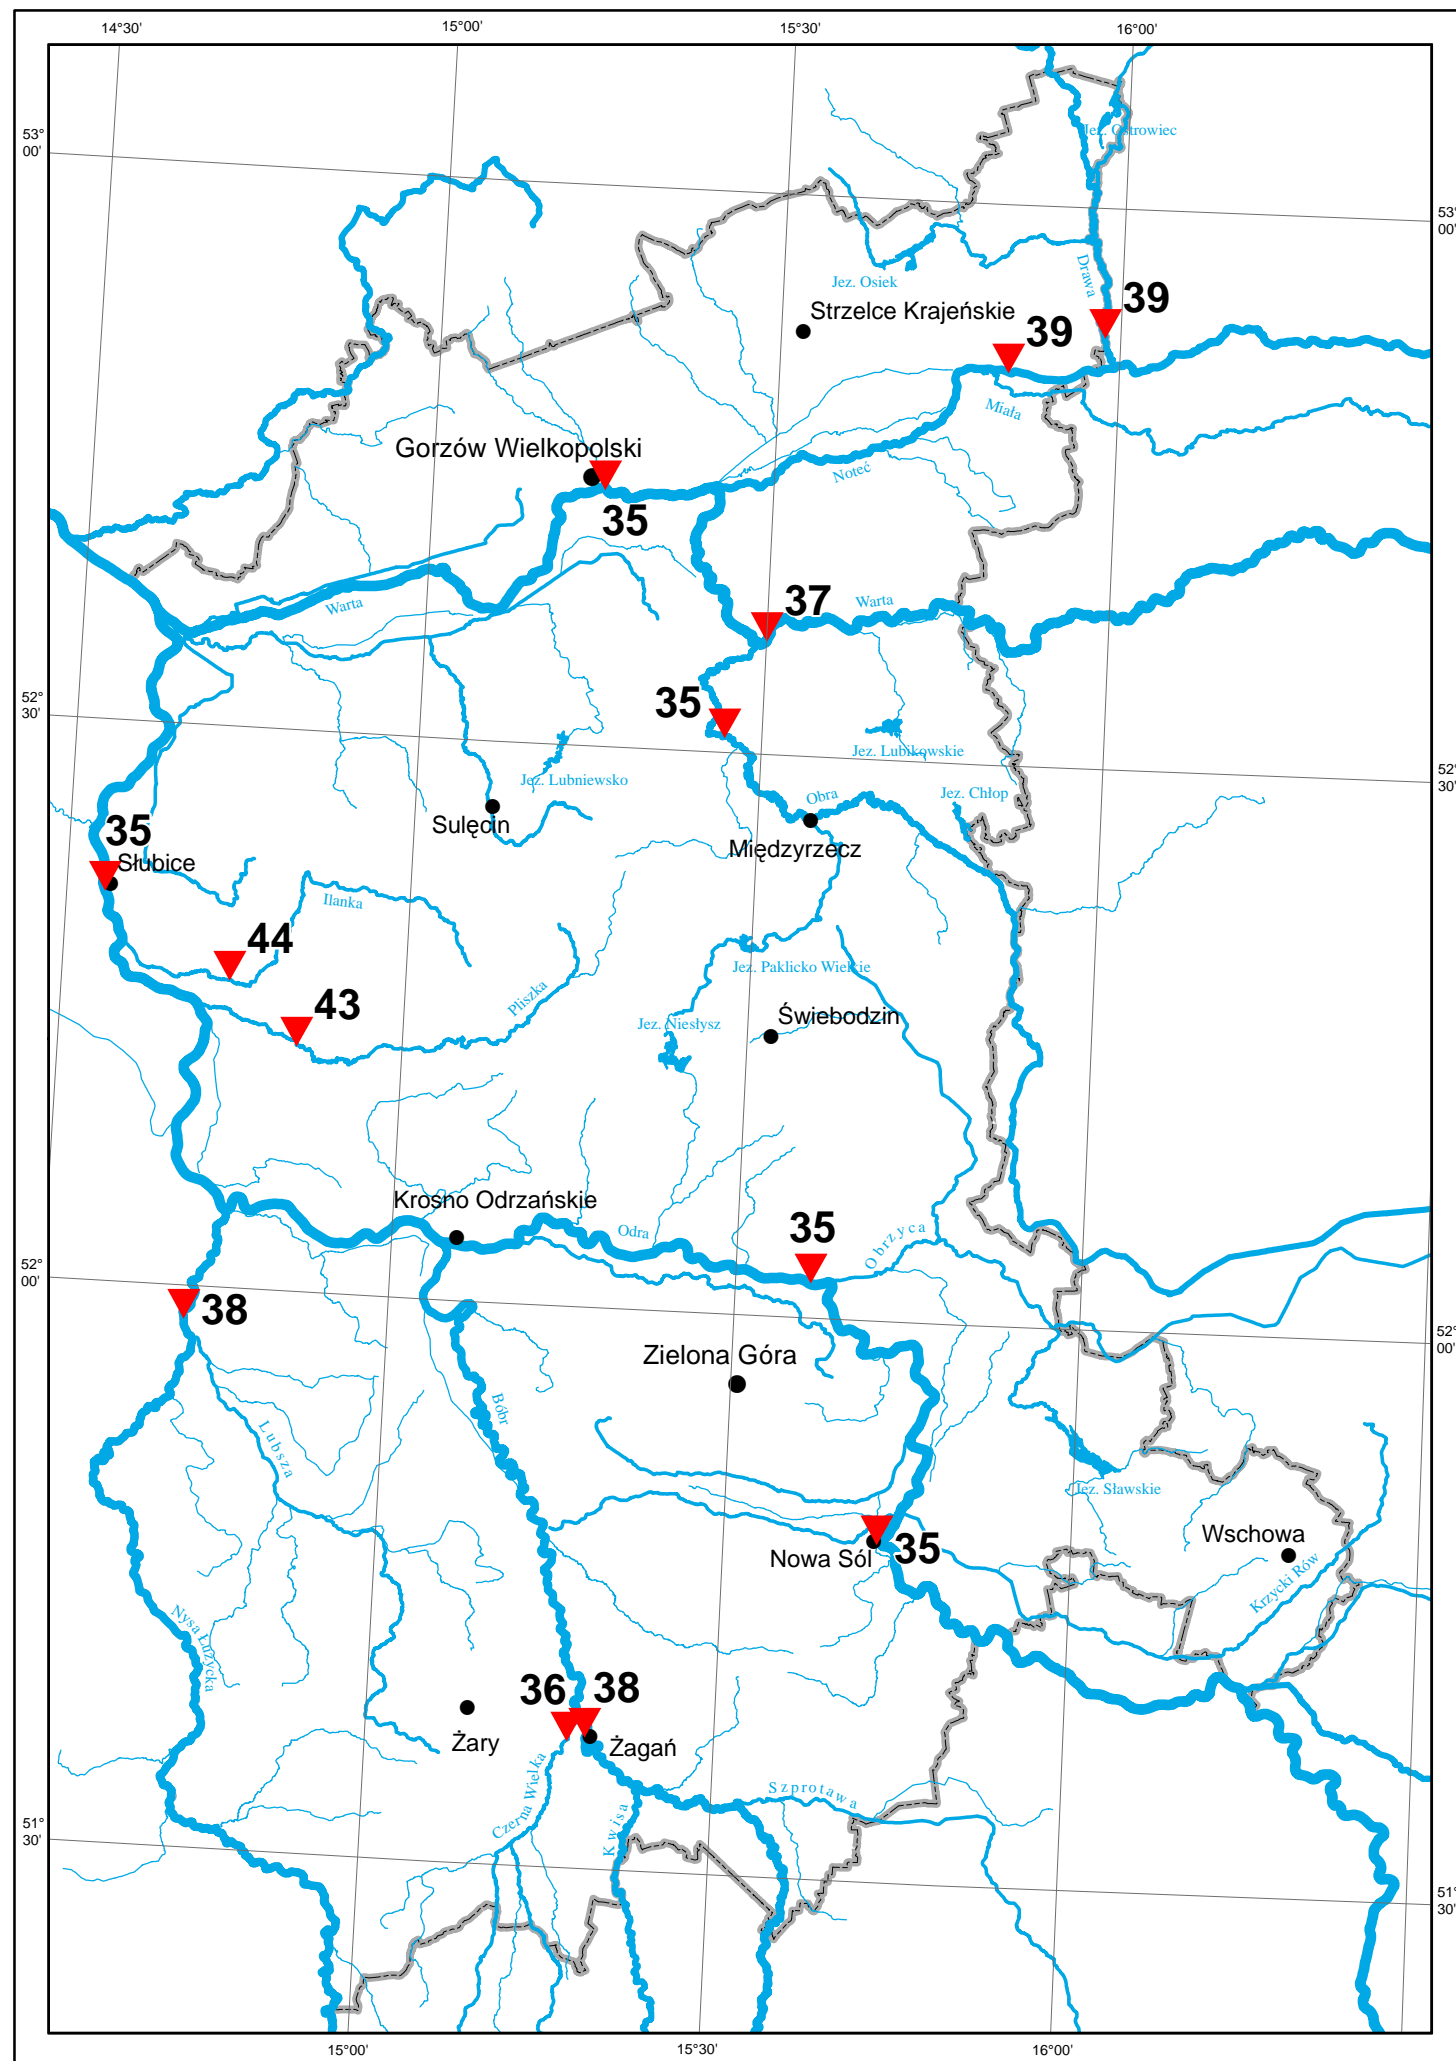 14°30'
15°00'
15°30'
16°00'
53°
00'
Jez. Ostrowiec
53°
00'
Drawa
Jez. Osiek
39
Strzelce Krajeńskie
39
Miała
Gorzów Wielkopolski
Noteć
35
37
Warta
Warta
35
52°
30'
Jez. Lubikowskie
52°
30'
Jez. Lubniewsko
Obra
Jez. Chłop
35
Sulęcin
Międzyrzecz
Słubice
Ilanka
44
Jez. Paklicko Wielkie
43
Pliszka
Jez. Niesłysz
Świebodzin
Krosno Odrzańskie
Odra
35
Obrzyca
52°
00'
38
52°
00'
Zielona Góra
Bóbr
Lubsza
Jez. Sławskie
Wschowa
Nowa Sól
35
Krzycki Rów
Nysa Łużycka
36
38
Żary
Żagań
Czerna Wielka
Szprotawa
Kwisa
51°
30'
51°
30'
15°00'
15°30'
16°00'